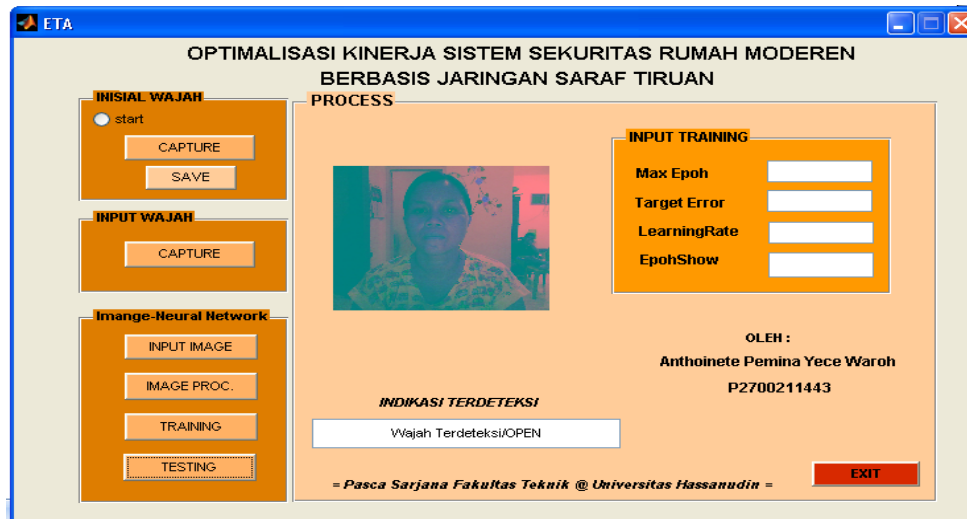 ETA
OPTIMALISASI KINERJA SISTEM SEKURITAS RUMAH MODEREN
BERBASIS JARINGAN SARAF TIRUAN
INISIAL WAJAH
start
CAPTURE
SAVE
INPUT WAJAH
CAPTURE
Imange-Neural Network
INPUT IMAGE
IMAGE PROC.
TRAINING
TESTING
PROCESS
INPUT TRAINING
Max Epoh
Target Error
LearningRate
EpohShow
OLEH :
Anthoinete Pemina Yece Waroh
P2700211443
INDIKASI TERDETEKSI
Wajah Terdeteksi/OPEN
= Pasca Sarjana Fakultas Teknik @ Universitas Hassanudin =
EXIT